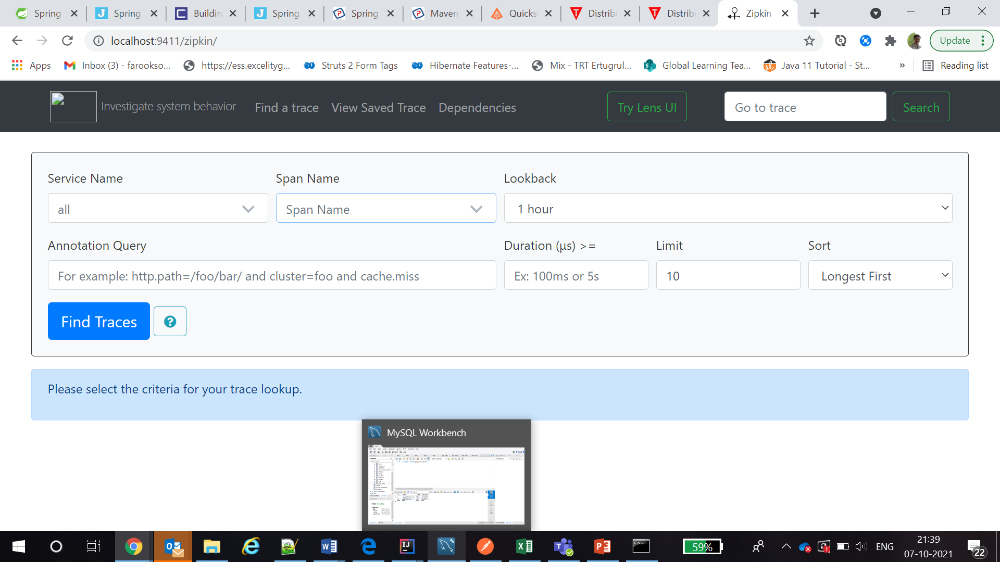 Spring
Spring
Buildin
Spring
Spring
Maven
Quicks
Distrib
Distrib
Zipkin
localhost:9411/zipkin/
Update
Apps
Inbox (3) - farookso...
https://ess.excelityg...
Struts 2 Form Tags
Hibernate Features-...
Mix - TRT Ertugrul...
Global Learning Tea...
Java 11 Tutorial - St...
»
Reading list
Investigate system behavior
Find a trace
View Saved Trace
Dependencies
Try Lens UI
Go to trace
Search
Service Name
Span Name
Lookback
all
Span Name
1 hour
Annotation Query
Duration (μs) >=
Limit
Sort
For example: http.path=/foo/bar/ and cluster=foo and cache.miss
Ex: 100ms or 5s
10
Longest First
Find Traces
Please select the criteria for your trace lookup.
MySQL Workbench
59%
ENG
21:39
07-10-2021
22